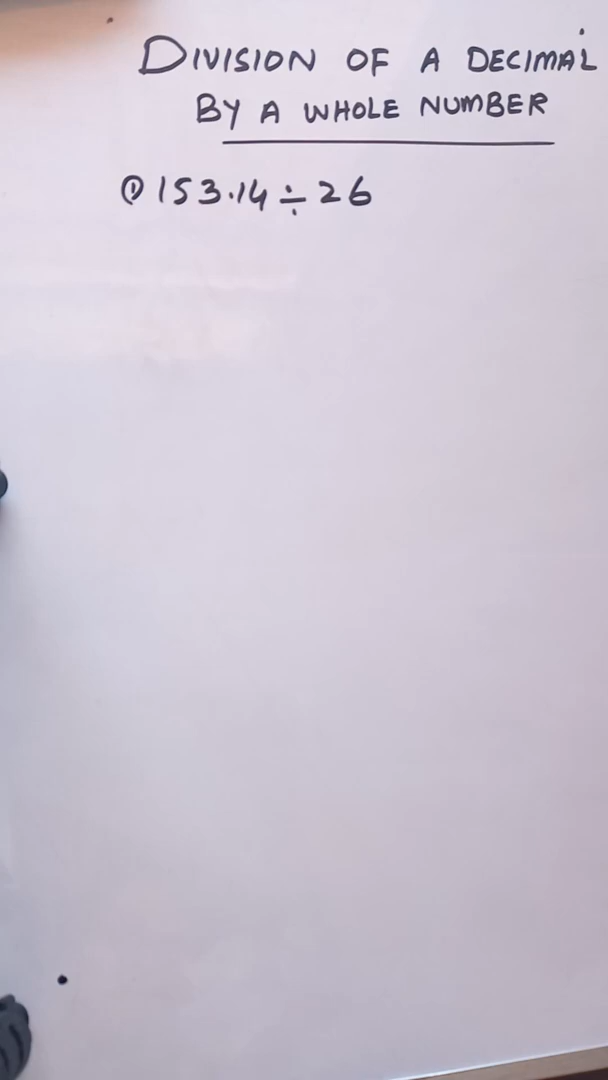 DIVISION OF A DECIMAL
BY A WHOLE NUMBER
① 153.14 ÷ 26